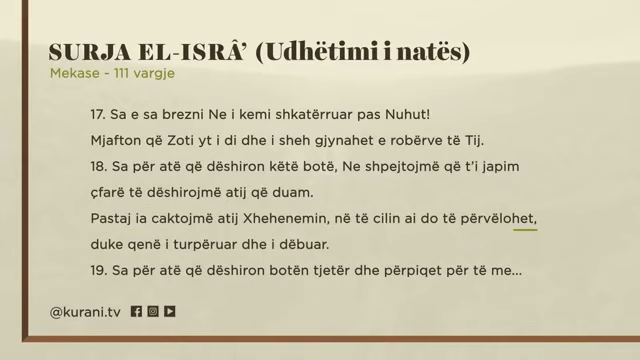 SURJA EL-ISRÂ’ (Udhëtimi i natës)
Mekase - 111 vargje
17. Sa e sa brezni Ne i kemi shkatërruar pas Nuhut!
Mjafton që Zoti yt i di dhe i sheh gjynahet e robërve të Tij.
18. Sa për atë që dëshiron këtë botë, Ne shpejtojmë që t’i japim
çfarë të dëshirojmë atij që duam.
Pastaj ia caktojmë atij Xhehenemin, në të cilin ai do të përvëlohet,
duke qenë i turpëruar dhe i dëbuar.
19. Sa për atë që dëshiron botën tjetër dhe përpiqet për të me...
@kurani.tv